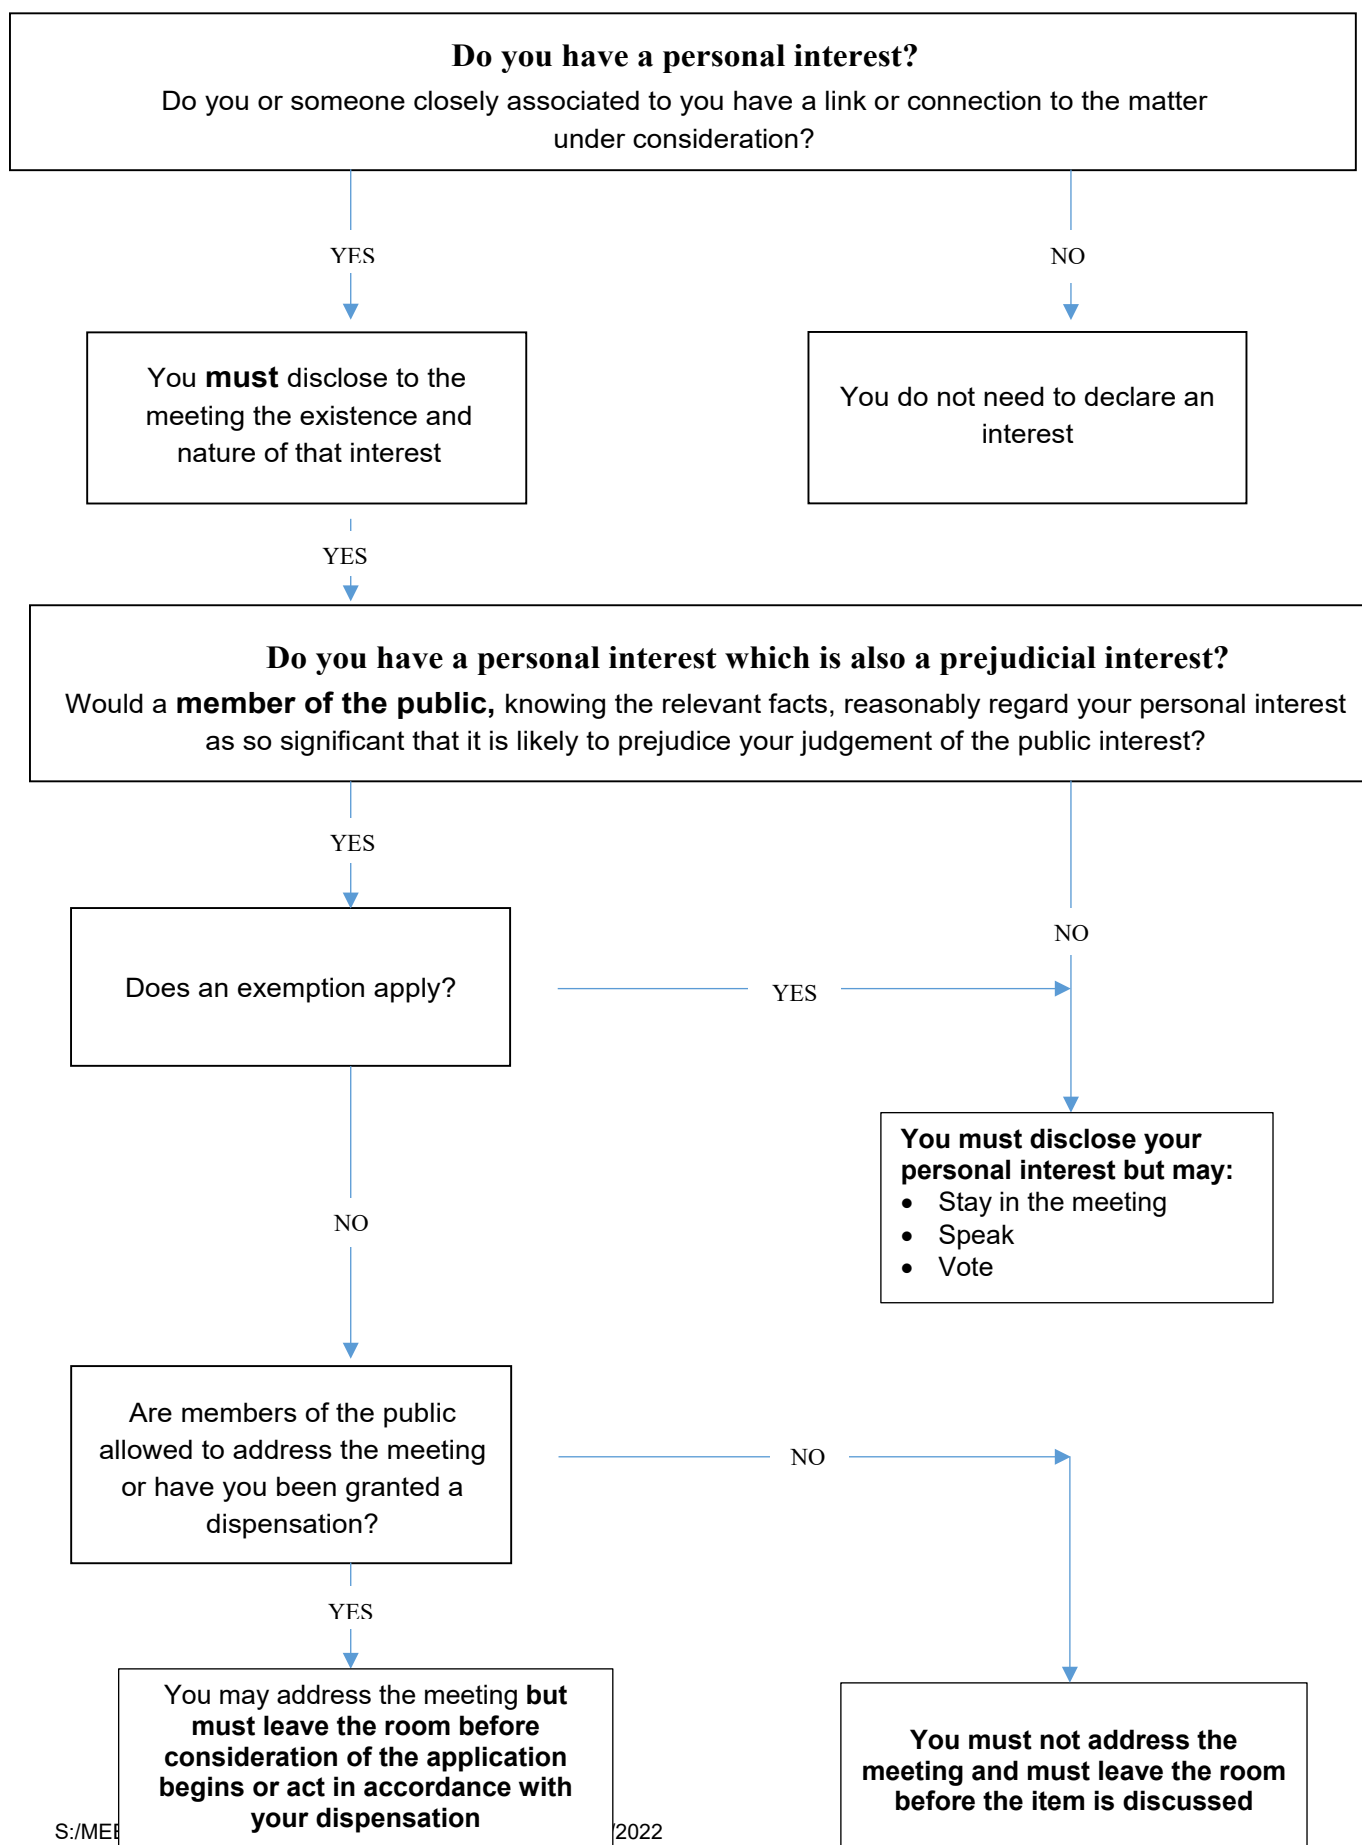 Do you have a personal interest?
Do you or someone closely associated to you have a link or connection to the matter
under consideration?
YES
NO
You must disclose to the
meeting the existence and
nature of that interest
You do not need to declare an
interest
YES
Do you have a personal interest which is also a prejudicial interest?
Would a member of the public, knowing the relevant facts, reasonably regard your personal interest
as so significant that it is likely to prejudice your judgement of the public interest?
YES
NO
Does an exemption apply?
YES
You must disclose your
personal interest but may:
• Stay in the meeting
• Speak
• Vote
NO
Are members of the public
allowed to address the meeting
or have you been granted a
dispensation?
NO
YES
You may address the meeting but
must leave the room before
consideration of the application
begins or act in accordance with
your dispensation
You must not address the
meeting and must leave the room
before the item is discussed
S:/MEE /2022